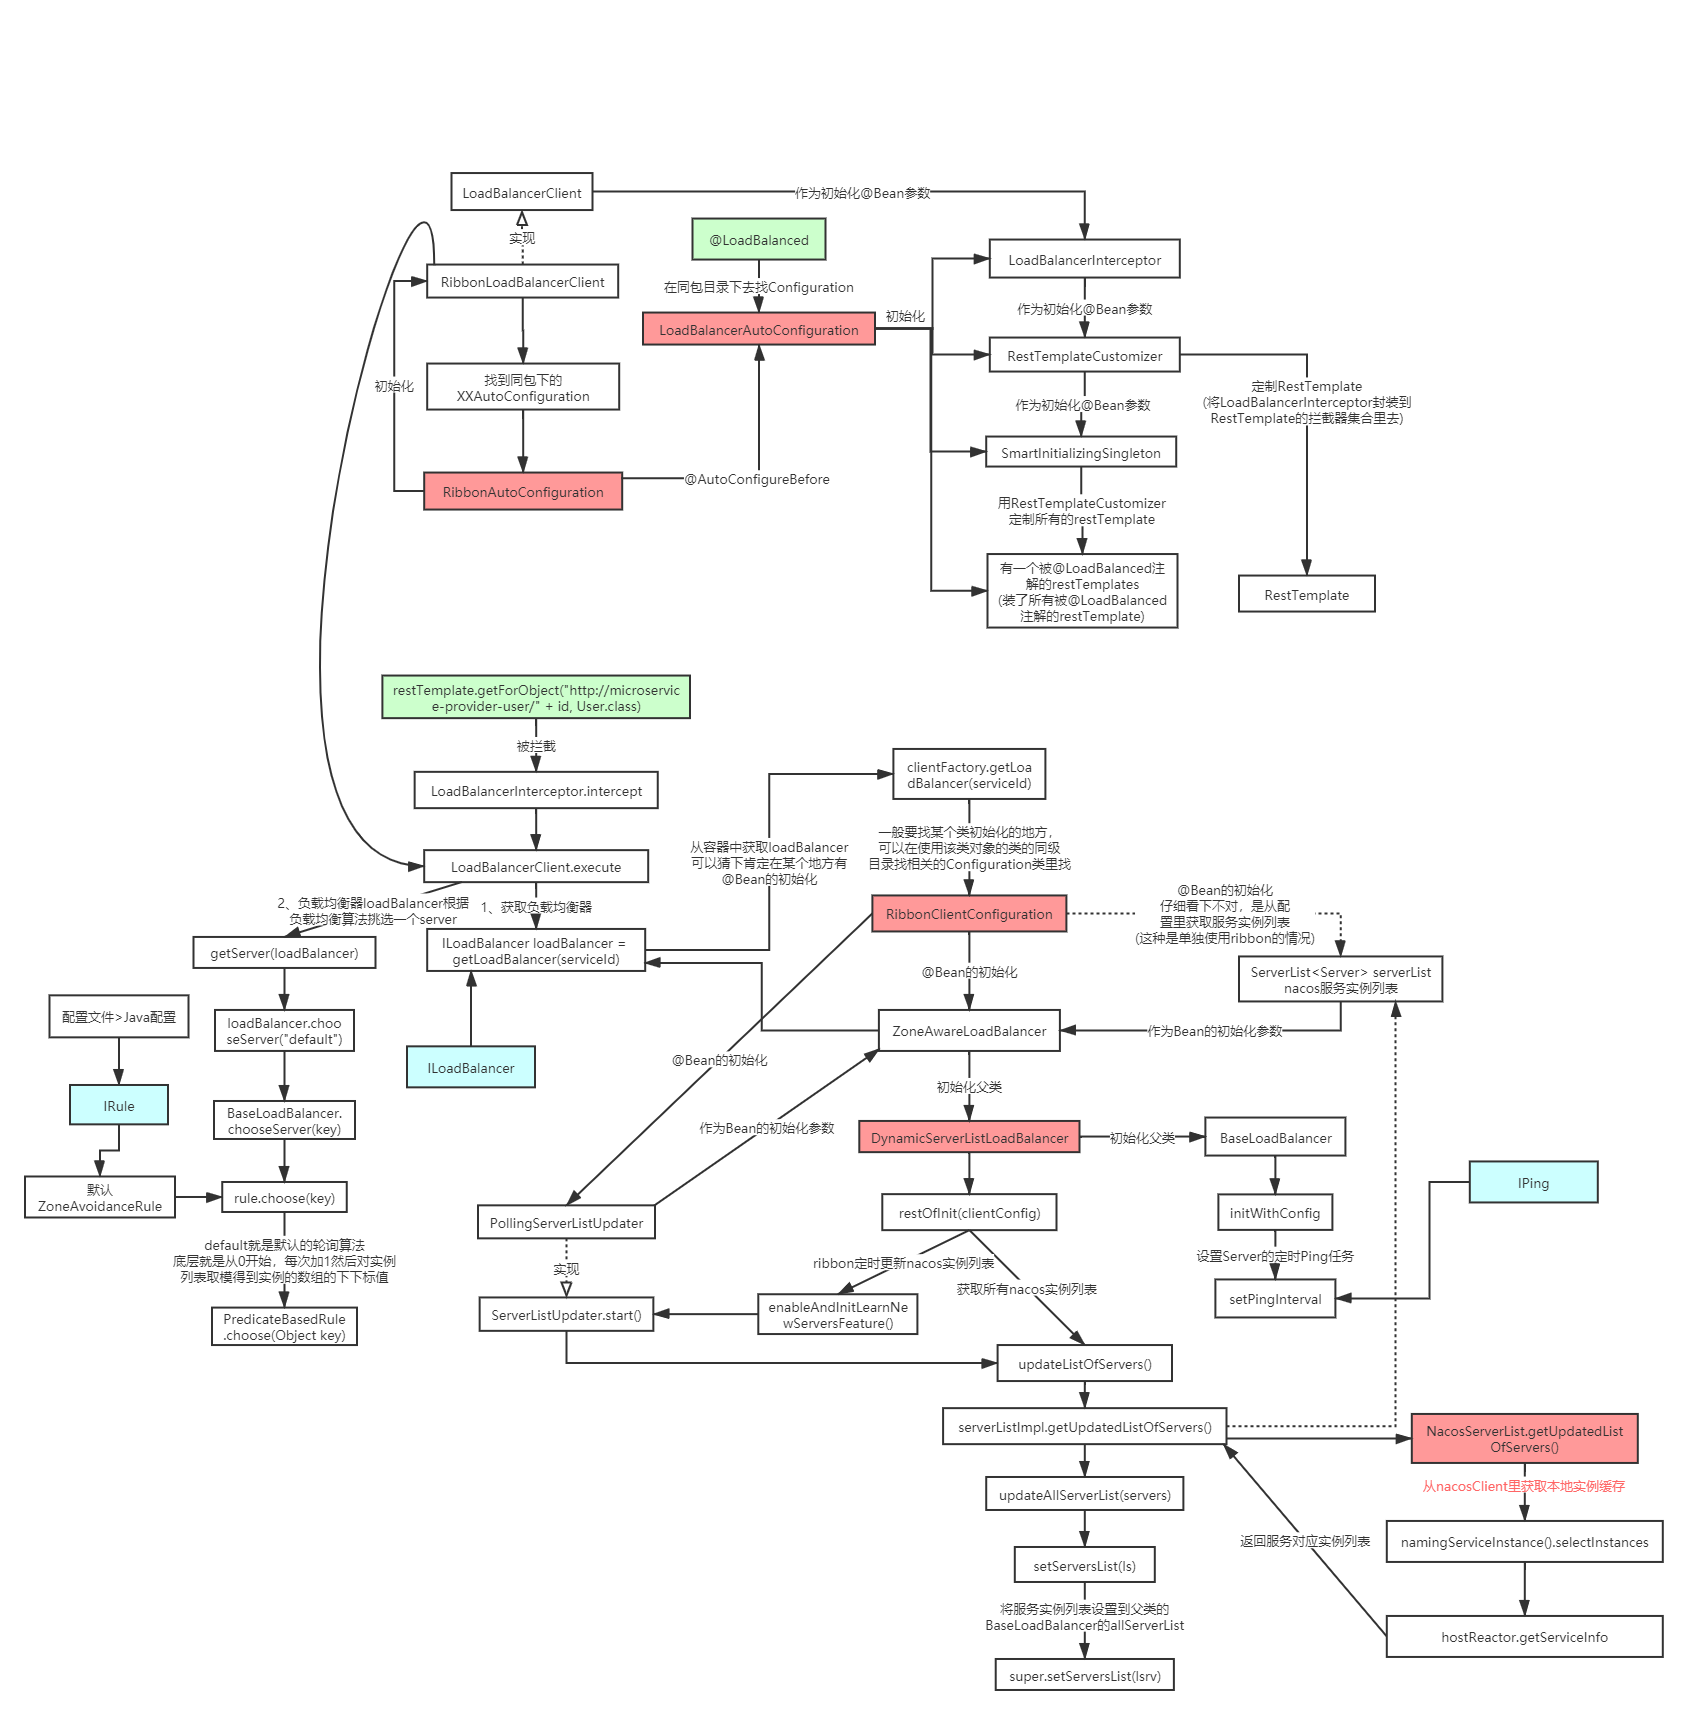 LoadBalancerClient
作为初始化@Bean参数
实现
@LoadBalanced
LoadBalancerInterceptor
RibbonLoadBalancerClient
在同包目录下去找Configuration
作为初始化@Bean参数
初始化
LoadBalancerAutoConfiguration
RestTemplateCustomizer
初始化
找到同包下的
XXAutoConfiguration
定制RestTemplate
(将LoadBalancerInterceptor封装到
RestTemplate的拦截器集合里去)
作为初始化@Bean参数
SmartInitializingSingleton
@AutoConfigureBefore
RibbonAutoConfiguration
用RestTemplateCustomizer
定制所有的restTemplate
有一个被@LoadBalanced注
解的restTemplates
(装了所有被@LoadBalanced
注解的restTemplate)
RestTemplate
restTemplate.getForObject("http://microservic
e-provider-user/" + id, User.class)
被拦截
LoadBalancerInterceptor.intercept
clientFactory.getLoa
dBalancer(serviceId)
从容器中获取loadBalancer
可以猜下肯定在某个地方有
@Bean的初始化
一般要找某个类初始化的地方，
可以在使用该类对象的类的同级
目录找相关的Configuration类里找
LoadBalancerClient.execute
2、负载均衡器loadBalancer根据
负载均衡算法挑选一个server
1、获取负载均衡器
RibbonClientConfiguration
@Bean的初始化
仔细看下不对，是从配
置里获取服务实例列表
(这种是单独使用ribbon的情况)
getServer(loadBalancer)
ILoadBalancer loadBalancer =
getLoadBalancer(serviceId)
@Bean的初始化
ServerList<Server> serverList
nacos服务实例列表
配置文件>Java配置
loadBalancer.choo
seServer("default")
ZoneAwareLoadBalancer
作为Bean的初始化参数
ILoadBalancer
@Bean的初始化
初始化父类
IRule
BaseLoadBalancer.
chooseServer(key)
作为Bean的初始化参数
DynamicServerListLoadBalancer
初始化父类
BaseLoadBalancer
默认
ZoneAvoidanceRule
rule.choose(key)
IPing
PollingServerListUpdater
restOfInit(clientConfig)
initWithConfig
default就是默认的轮询算法
底层就是从0开始，每次加1然后对实例
列表取模得到实例的数组的下下标值
实现
ribbon定时更新nacos实例列表
获取所有nacos实例列表
设置Server的定时Ping任务
setPingInterval
PredicateBasedRule
.choose(Object key)
ServerListUpdater.start()
enableAndInitLearnNe
wServersFeature()
updateListOfServers()
serverListImpl.getUpdatedListOfServers()
NacosServerList.getUpdatedList
OfServers()
从nacosClient里获取本地实例缓存
updateAllServerList(servers)
返回服务对应实例列表
namingServiceInstance().selectInstances
setServersList(ls)
将服务实例列表设置到父类的
BaseLoadBalancer的allServerList
hostReactor.getServiceInfo
super.setServersList(lsrv)